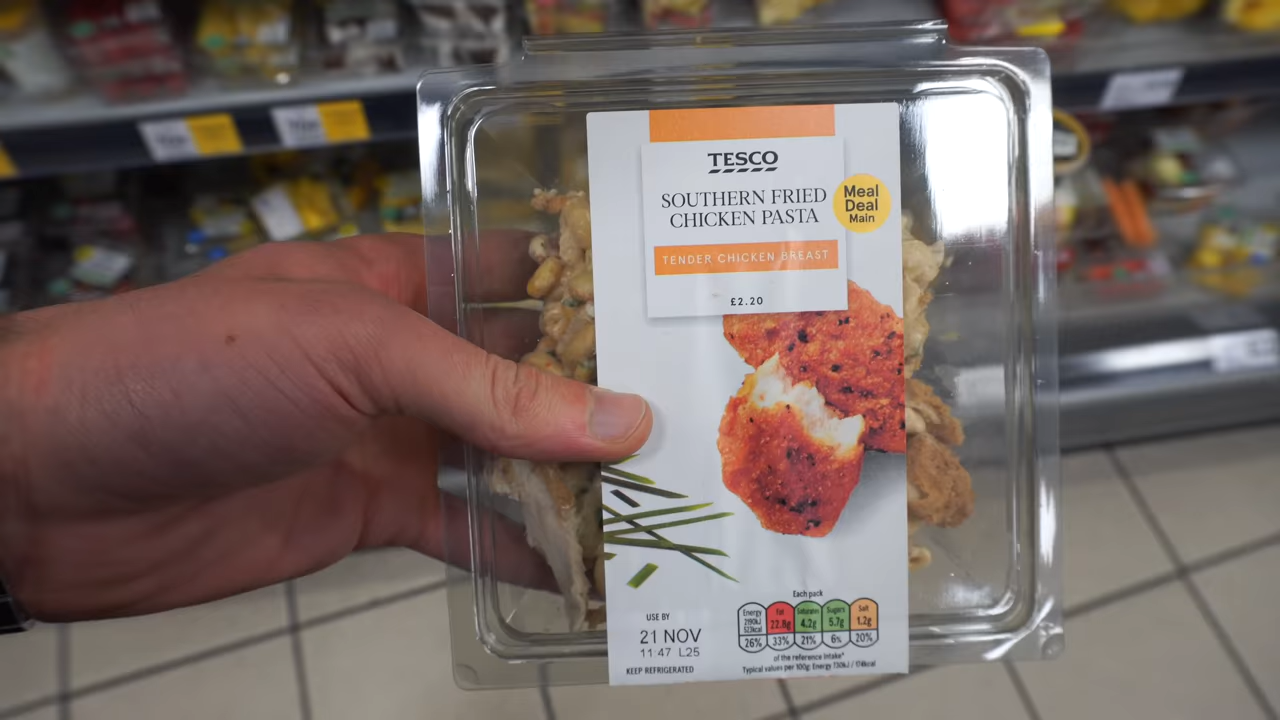 TESCO
SOUTHERN FRIED
CHICKEN PASTA
Meal
Deal
Main
TENDER CHICKEN BREAST
£2.20
Each pack
Energy Fat Saturates Sugars Salt
2190kJ 22.8g 4.2g 5.7g 1.2g
523kcal
26% 33% 21% 6% 20%
of the reference intake*
Typical values per 100g: Energy 730kJ / 174kcal
USE BY
21 NOV
11:47 L25
KEEP REFRIGERATED